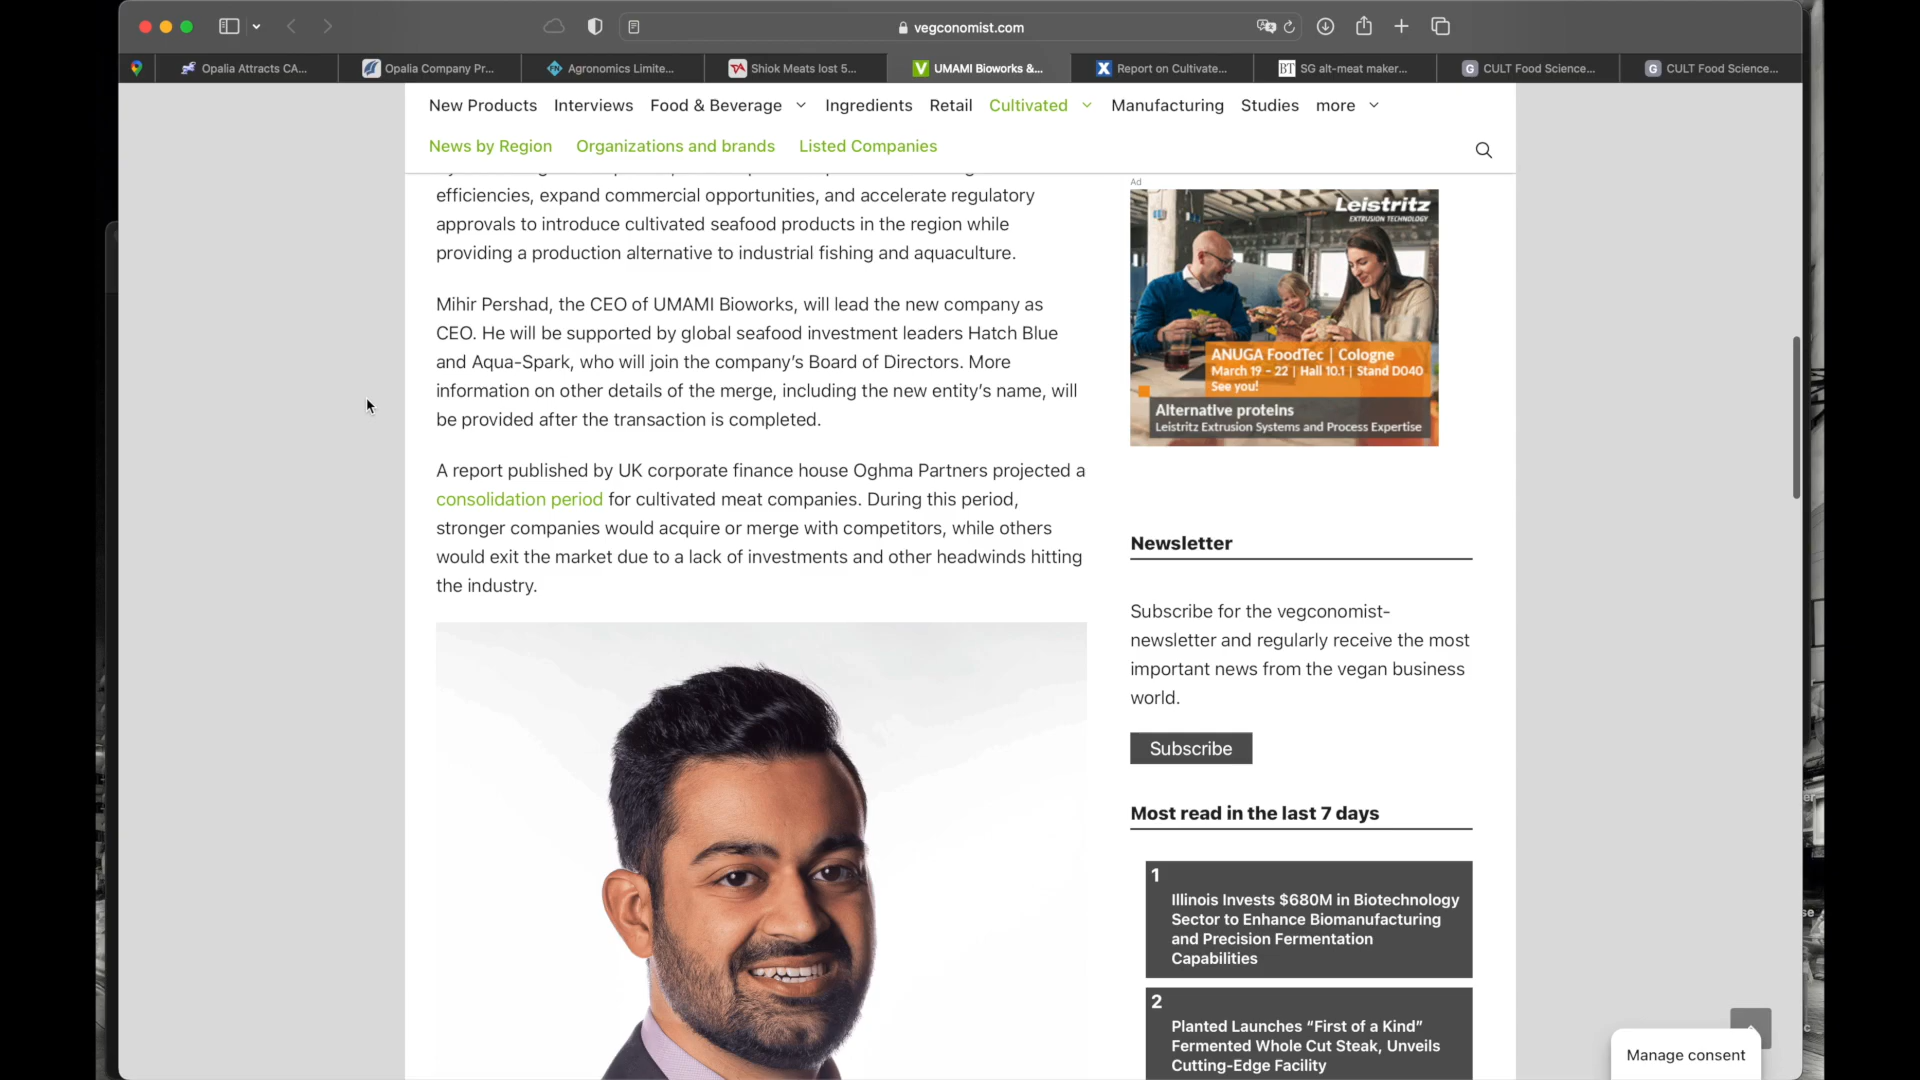 vegconomist.com
Opalia Attracts CA...
Opalia Company Pr...
Agronomics Limite...
Shiok Meats lost 5...
UMAMI Bioworks &...
Report on Cultivate...
SG alt-meat maker...
CULT Food Science...
CULT Food Science...
New Products Interviews Food & Beverage Ingredients Retail Cultivated Manufacturing Studies more
News by Region Organizations and brands Listed Companies
efficiencies, expand commercial opportunities, and accelerate regulatory
approvals to introduce cultivated seafood products in the region while
providing a production alternative to industrial fishing and aquaculture.
Mihir Pershad, the CEO of UMAMI Bioworks, will lead the new company as
CEO. He will be supported by global seafood investment leaders Hatch Blue
and Aqua-Spark, who will join the company's Board of Directors. More
information on other details of the merge, including the new entity's name, will
be provided after the transaction is completed.
A report published by UK corporate finance house Oghma Partners projected a
consolidation period for cultivated meat companies. During this period,
stronger companies would acquire or merge with competitors, while others
would exit the market due to a lack of investments and other headwinds hitting
the industry.
Ad
Leistritz
EXTRUSION TECHNOLOGY
ANUGA FoodTec | Cologne
March 19 - 22 | Hall 10.1 | Stand D040
See you!
Alternative proteins
Leistritz Extrusion Systems and Process Expertise
Newsletter
Subscribe for the vegconomist-
newsletter and regularly receive the most
important news from the vegan business
world.
Subscribe
Most read in the last 7 days
1
Illinois Invests $680M in Biotechnology
Sector to Enhance Biomanufacturing
and Precision Fermentation
Capabilities
2
Planted Launches “First of a Kind”
Fermented Whole Cut Steak, Unveils
Cutting-Edge Facility
Manage consent